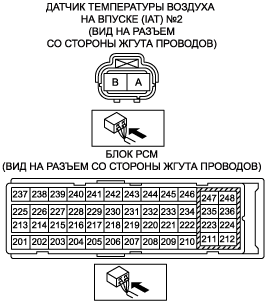 ДАТЧИК ТЕМПЕРАТУРЫ ВОЗДУХА
НА ВПУСКЕ (IAT) №2
(ВИД НА РАЗЪЕМ
СО СТОРОНЫ ЖГУТА ПРОВОДОВ)
B A
БЛОК PCM
(ВИД НА РАЗЪЕМ СО СТОРОНЫ ЖГУТА ПРОВОДОВ)
237 238 239 240 241 242 243 244 245 246 247 248
225 226 227 228 229 230 231 232 233 234 235 236
213 214 215 216 217 218 219 220 221 222 223 224
201 202 203 204 205 206 207 208 209 210 211 212